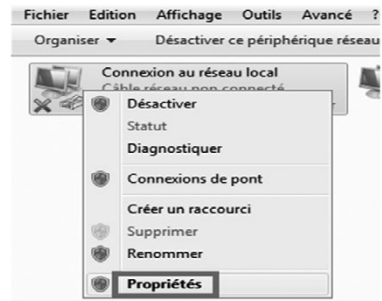 Fichier Edition Affichage Outils Avancé ?
Organiser Désactiver ce périphérique réseau
Connexion au réseau local
Câble réseau non connecté
Désactiver
Statut
Diagnostiquer
Connexions de pont
Créer un raccourci
Supprimer
Renommer
Propriétés